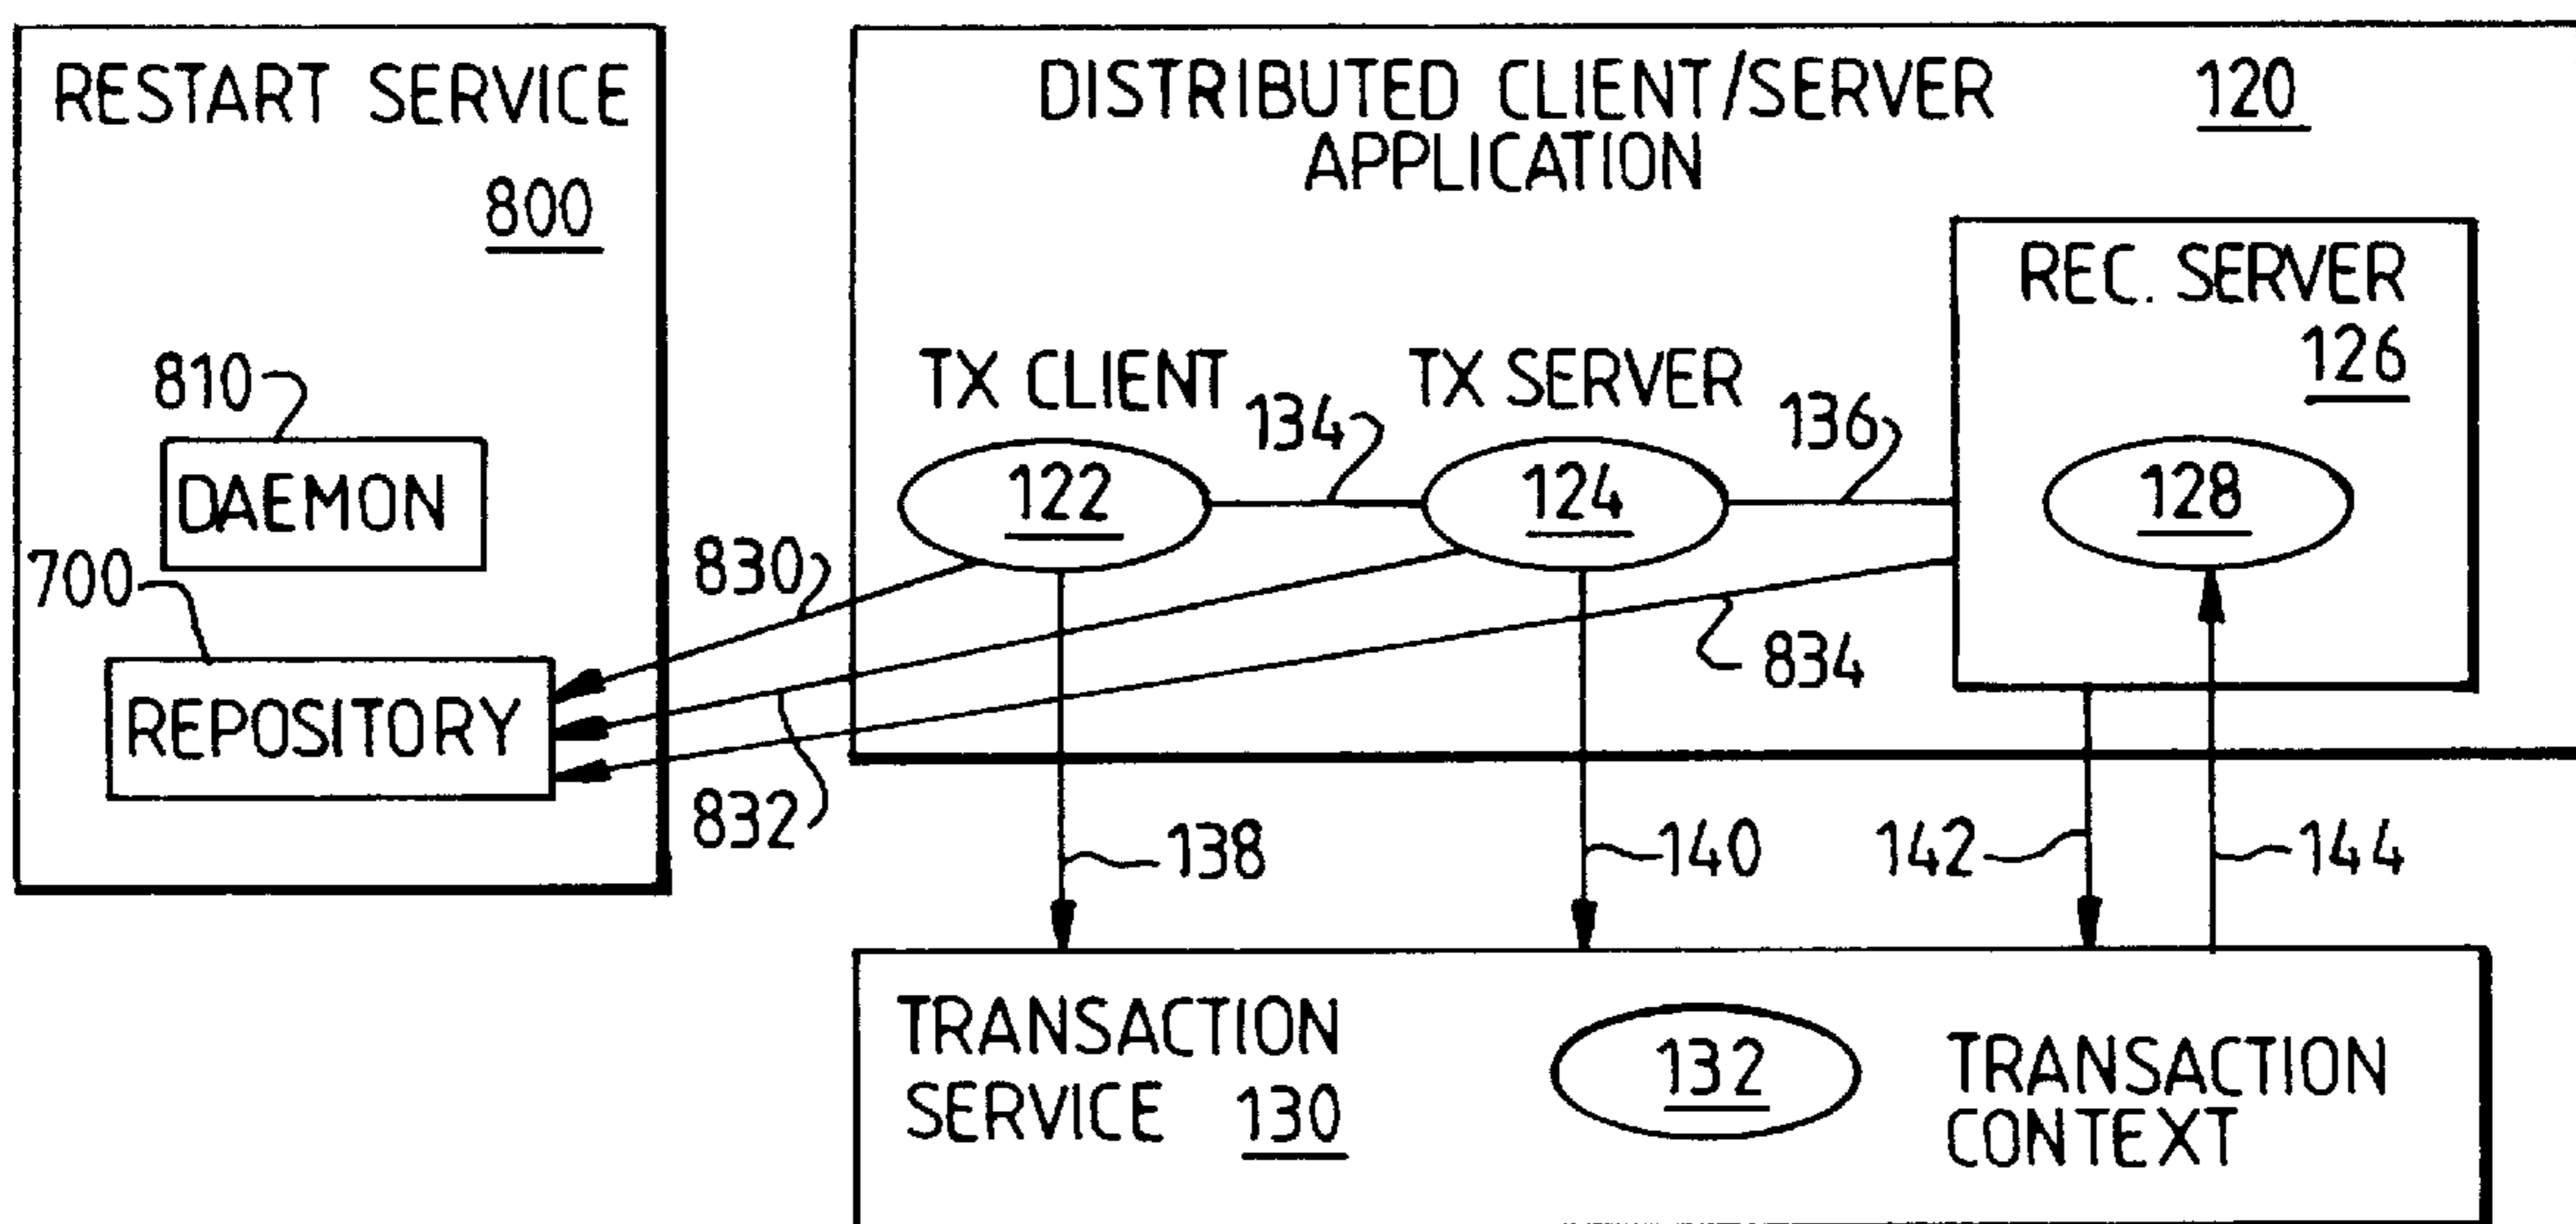 RESTART SERVICE
800
810
DAEMON
700
REPOSITORY
DISTRIBUTED CLIENT/SERVER
APPLICATION
120
REC. SERVER
126
TX CLIENT
TX SERVER
134
136
122
124
128
830
832
834
138
140
142
144
TRANSACTION
SERVICE 130
132
TRANSACTION
CONTEXT